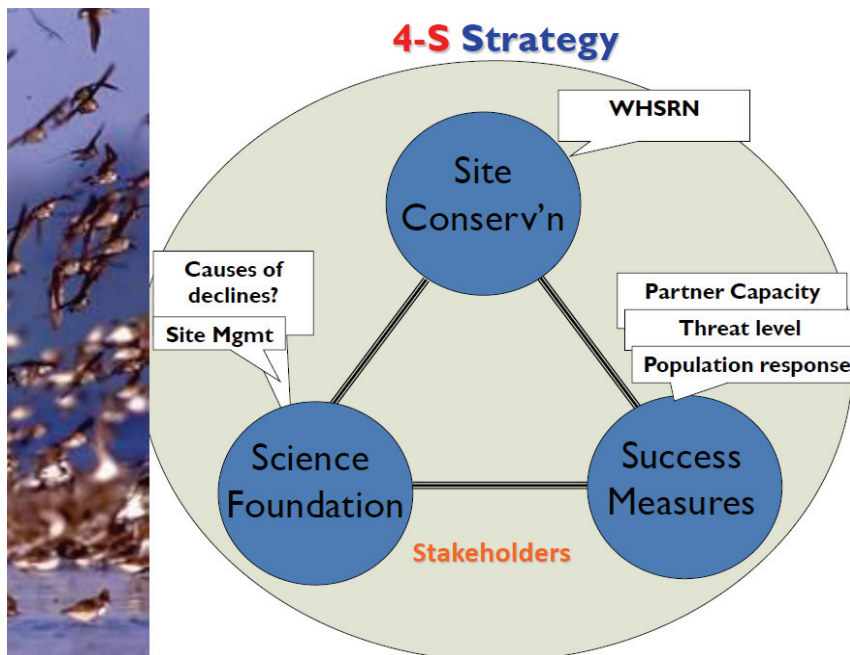 4-S Strategy
WHSRN
Site
Conserv'n
Causes of
declines?
Site Mgmt
Partner Capacity
Threat level
Population response
Science
Foundation
Success
Measures
Stakeholders